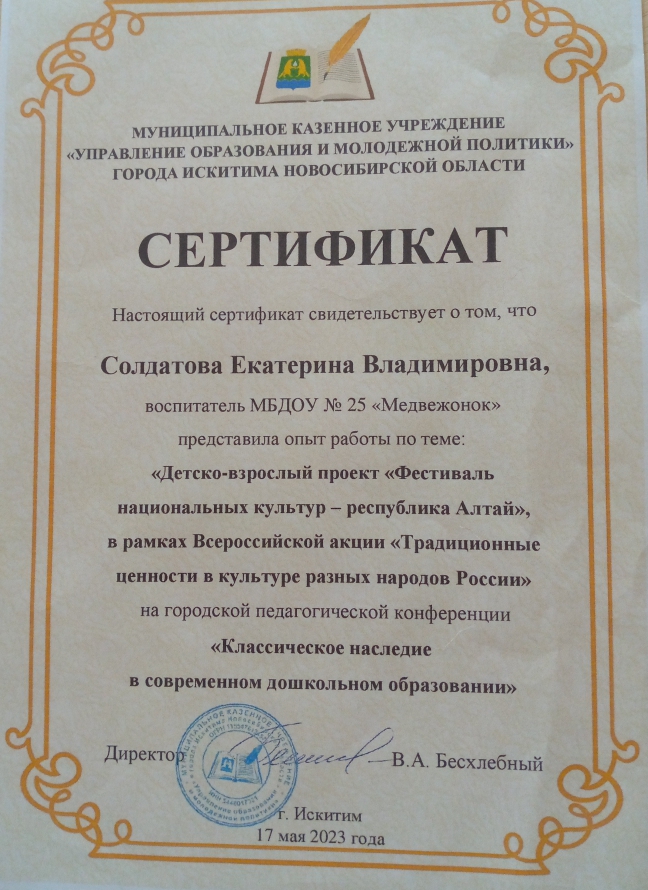 МУНИЦИПАЛЬНОЕ КАЗЕННОЕ УЧРЕЖДЕНИЕ
«УПРАВЛЕНИЕ ОБРАЗОВАНИЯ И МОЛОДЕЖНОЙ ПОЛИТИКИ»
ГОРОДА ИСКИТИМА НОВОСИБИРСКОЙ ОБЛАСТИ
СЕРТИФИКАТ
Настоящий сертификат свидетельствует о том, что
Солдатова Екатерина Владимировна,
воспитатель МБДОУ № 25 «Медвежонок»
представила опыт работы по теме:
«Детско-взрослый проект «Фестиваль
национальных культур – республика Алтай»,
в рамках Всероссийской акции «Традиционные
ценности в культуре разных народов России»
на городской педагогической конференции
«Классическое наследие
в современном дошкольном образовании»
Директор
В.А. Бесхлебный
МУНИЦИПАЛЬНОЕ КАЗЕННОЕ УЧРЕЖДЕНИЕ
г. Искитим
17 мая 2023 года